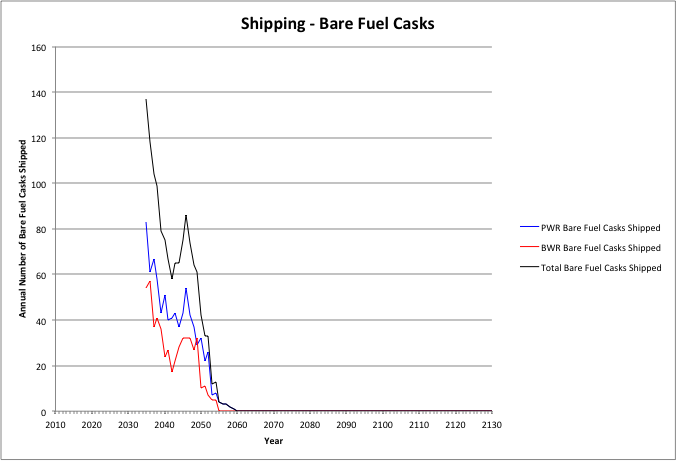 Shipping - Bare Fuel Casks
Annual Number of Bare Fuel Casks Shipped
160
140
120
100
80
60
40
20
0
2010 2020 2030 2040 2050 2060 2070 2080 2090 2100 2110 2120 2130
Year
PWR Bare Fuel Casks Shipped
BWR Bare Fuel Casks Shipped
Total Bare Fuel Casks Shipped